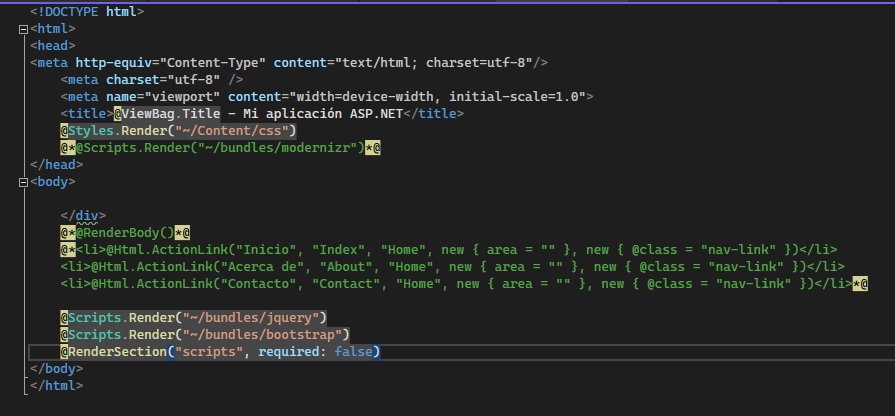 <!DOCTYPE html>
<html>
<head>
<meta http-equiv="Content-Type" content="text/html; charset=utf-8"/>
    <meta charset="utf-8" />
    <meta name="viewport" content="width=device-width, initial-scale=1.0">
    <title>@ViewBag.Title - Mi aplicación ASP.NET</title>
    @Styles.Render("~/Content/css")
    @*@Scripts.Render("~/bundles/modernizr")*@
</head>
<body>

    </div>
    @*@RenderBody()*@
    @*<li>@Html.ActionLink("Inicio", "Index", "Home", new { area = "" }, new { @class = "nav-link" })</li>
    <li>@Html.ActionLink("Acerca de", "About", "Home", new { area = "" }, new { @class = "nav-link" })</li>
    <li>@Html.ActionLink("Contacto", "Contact", "Home", new { area = "" }, new { @class = "nav-link" })</li>*@

    @Scripts.Render("~/bundles/jquery")
    @Scripts.Render("~/bundles/bootstrap")
    @RenderSection("scripts", required: false)
</body>
</html>